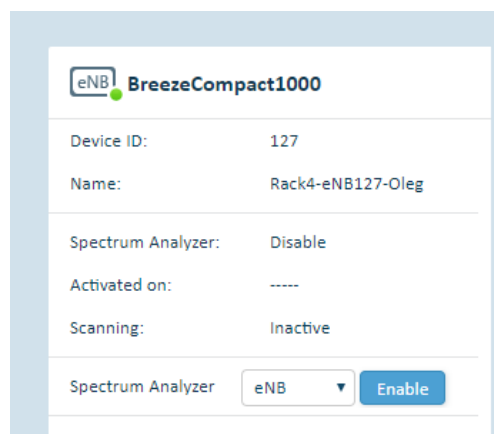 eNB BreezeCompact1000
Device ID: 127
Name: Rack4-eNB127-Oleg
Spectrum Analyzer: Disable
Activated on: -----
Scanning: Inactive
Spectrum Analyzer eNB Enable